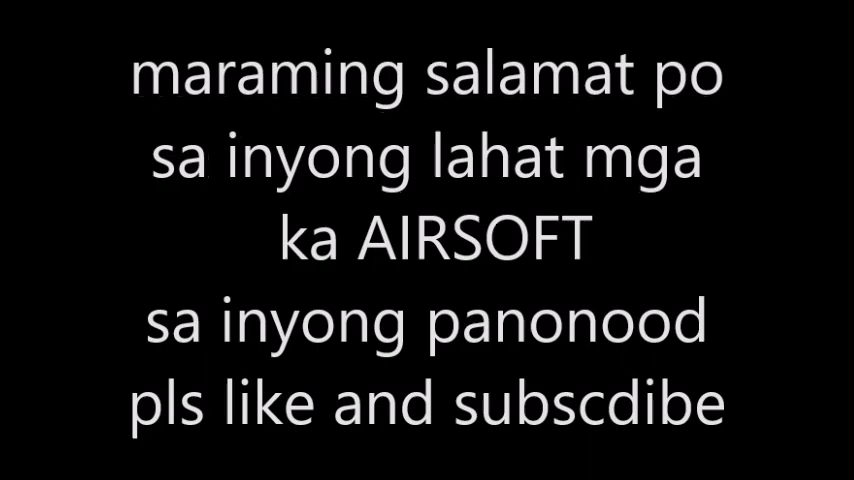 maraming salamat po
sa inyong lahat mga
ka AIRSOFT
sa inyong panonood
pls like and subscdibe